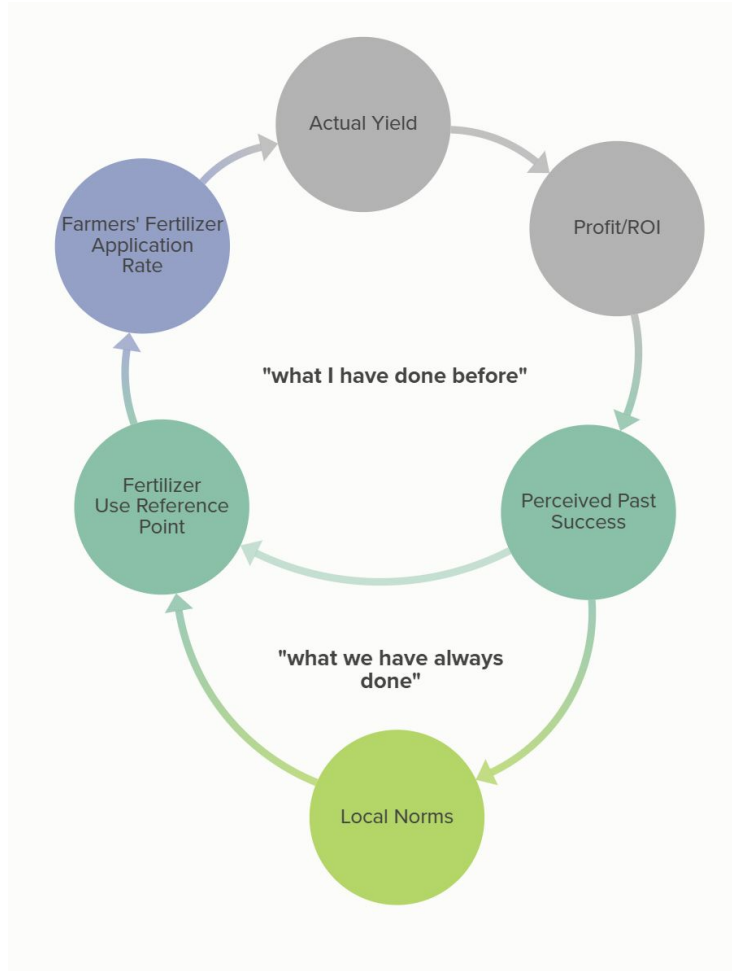 Actual Yield
Profit/ROI
Farmers' Fertilizer
Application
Rate
"what I have done before"
Fertilizer
Use Reference
Point
Perceived Past
Success
"what we have always
done"
Local Norms